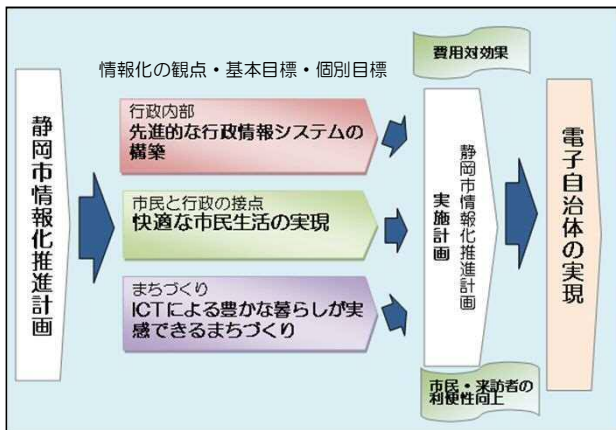 費用対効果
情報化の観点・基本目標・個別目標
静岡市情報化推進計画
行政内部
先進的な行政情報システムの
構築
市民と行政の接点
快適な市民生活の実現
まちづくり
ICTによる豊かな暮らしが実
感できるまちづくり
静岡市情報化推進計画
実施計画
電子自治体の実現
市民・来訪者の
利便性向上